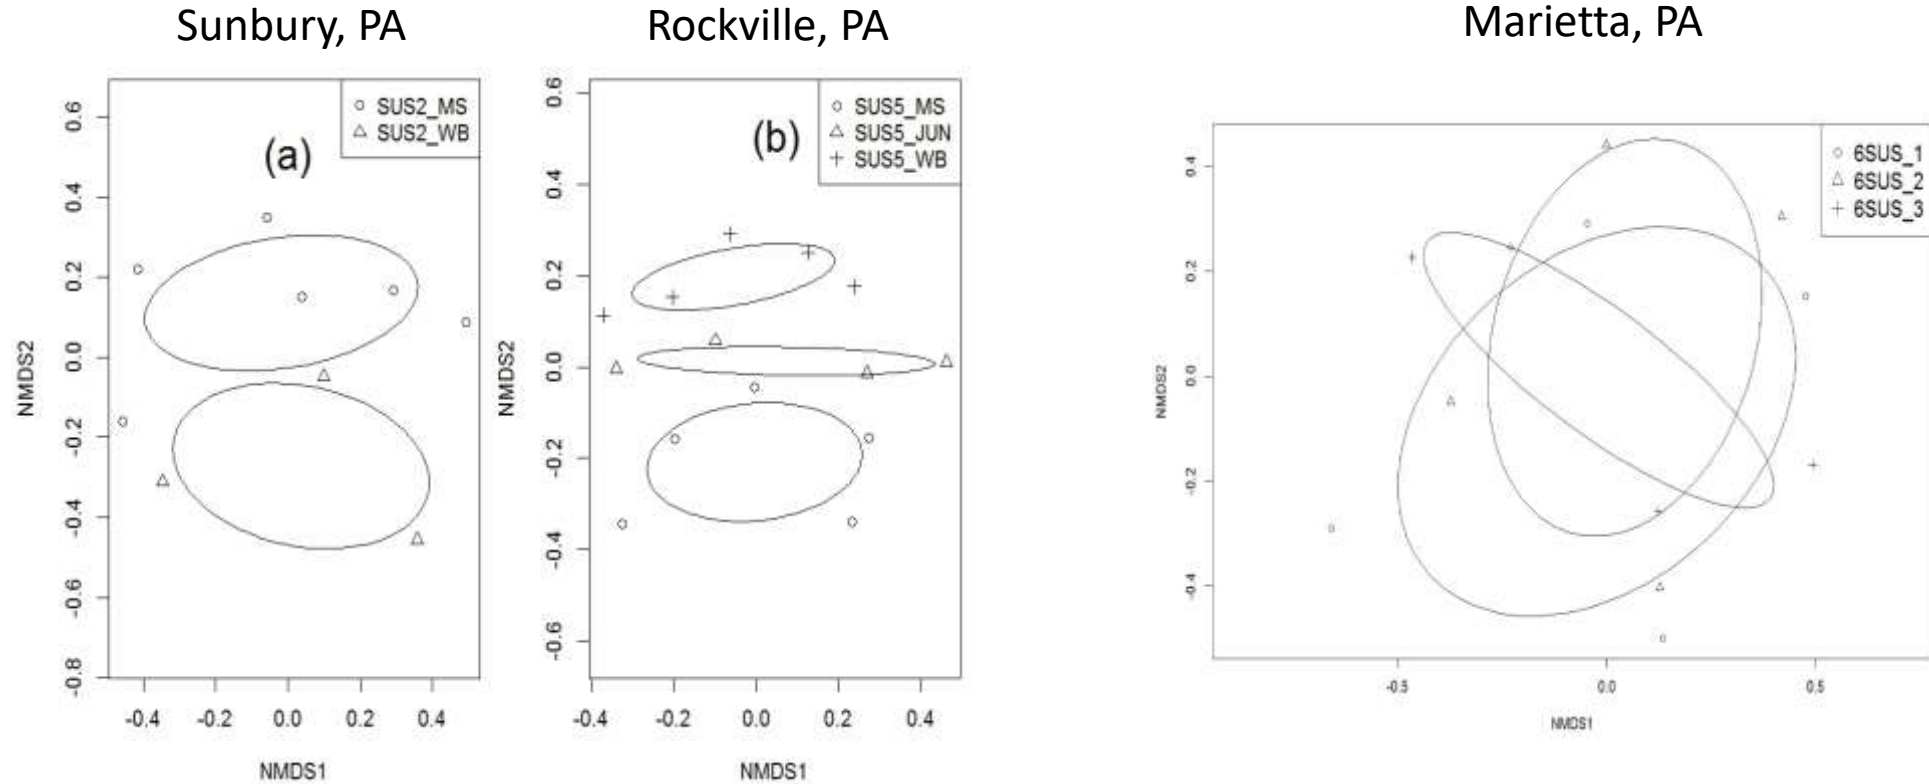 Sunbury, PA
Rockville, PA
Marietta, PA
SUS2_MS
SUS2_WB
(a)
NMDS2
0.6
0.4
0.2
0.0
-0.2
-0.4
-0.6
-0.8
-0.4 -0.2 0.0 0.2 0.4
NMDS1
SUS5_MS
SUS5_JUN
SUS5_WB
(b)
NMDS2
0.6
0.4
0.2
0.0
-0.2
-0.4
-0.6
-0.4 -0.2 0.0 0.2 0.4
NMDS1
6SUS_1
6SUS_2
6SUS_3
NMDS2
0.4
0.2
0.0
-0.2
-0.4
-0.5 0.0 0.5
NMDS1